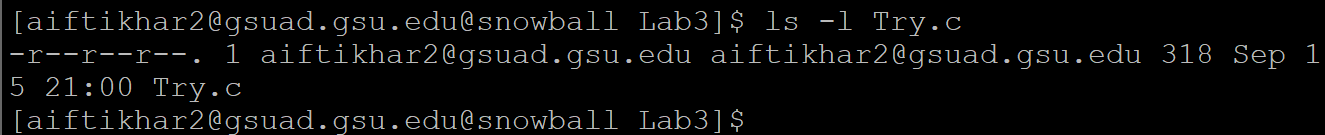 [aiftikhar2@gsuad.gsu.edu@snowball Lab3]$ ls -l Try.c
-r--r--r--. 1 aiftikhar2@gsuad.gsu.edu aiftikhar2@gsuad.gsu.edu 318 Sep 1
5 21:00 Try.c
[aiftikhar2@gsuad.gsu.edu@snowball Lab3]$